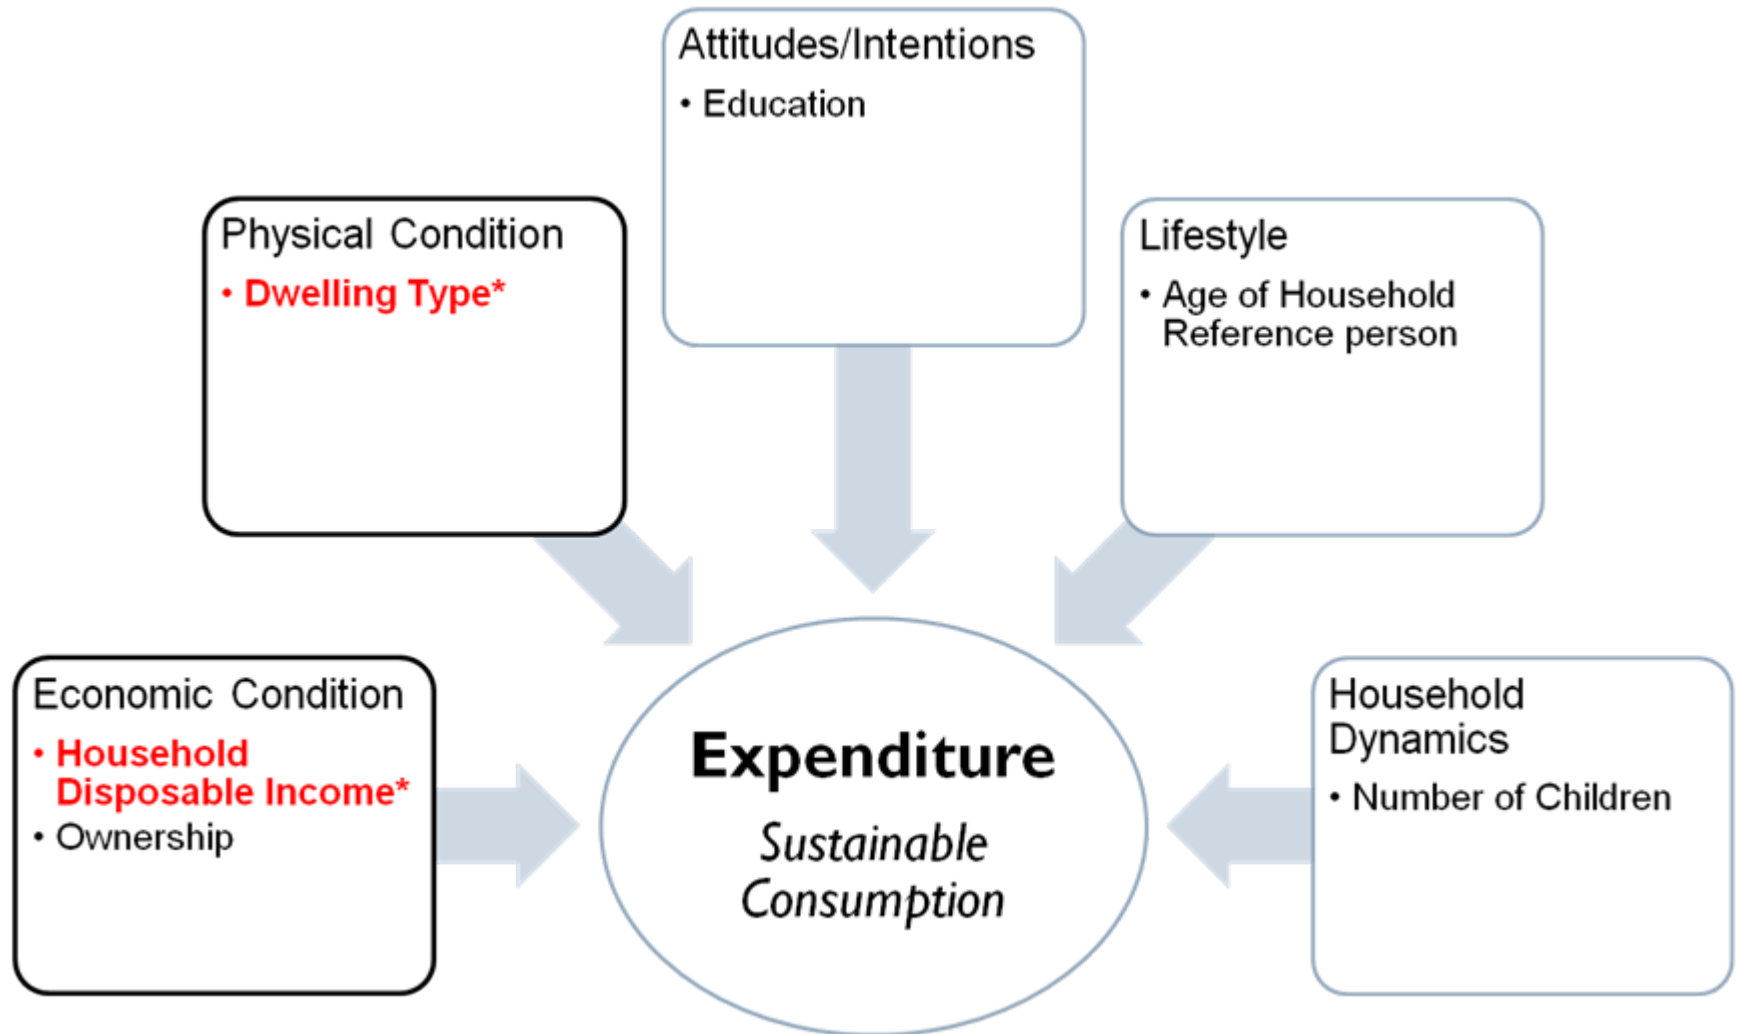 Attitudes/Intentions
• Education
Physical Condition
• Dwelling Type*
Lifestyle
• Age of Household
Reference person
Economic Condition
• Household
Disposable Income*
• Ownership
Expenditure
Sustainable
Consumption
Household
Dynamics
• Number of Children